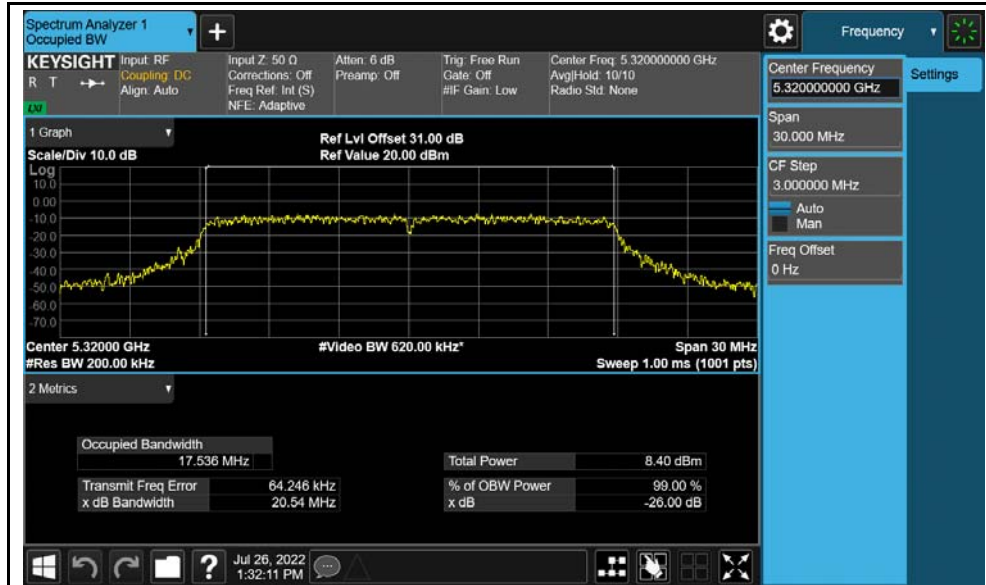 Spectrum Analyzer 1
Occupied BW
+
Frequency
KEYSIGHT
R T
LXI
Input: RF
Coupling: DC
Align: Auto
Input Z: 50 Ω
Corrections: Off
Freq Ref: Int (S)
NFE: Adaptive
Atten: 6 dB
Preamp: Off
Trig: Free Run
Gate: Off
#IF Gain: Low
Center Freq: 5.320000000 GHz
Avg|Hold: 10/10
Radio Std: None
Center Frequency
5.320000000 GHz
Settings
Span
30.000 MHz
CF Step
3.000000 MHz
Auto
Man
Freq Offset
0 Hz
1 Graph
Scale/Div 10.0 dB
Ref Lvl Offset 31.00 dB
Ref Value 20.00 dBm
Log
10.0
0.00
-10.0
-20.0
-30.0
-40.0
-50.0
-60.0
-70.0
Center 5.32000 GHz
#Video BW 620.00 kHz*
Span 30 MHz
#Res BW 200.00 kHz
Sweep 1.00 ms (1001 pts)
2 Metrics
Occupied Bandwidth
17.536 MHz
Total Power 8.40 dBm
Transmit Freq Error 64.246 kHz
% of OBW Power 99.00 %
x dB Bandwidth 20.54 MHz
x dB -26.00 dB
?
Jul 26, 2022
1:32:11 PM